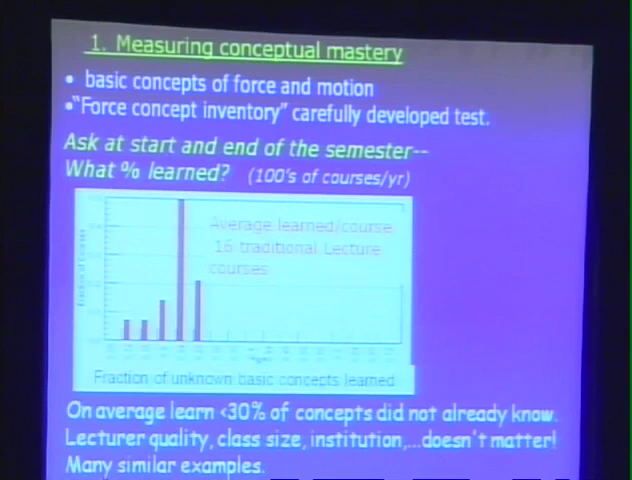 1. Measuring conceptual mastery
• basic concepts of force and motion
•"Force concept inventory" carefully developed test.
Ask at start and end of the semester--
What % learned? (100's of courses/yr)
Average learned/course
16 traditional Lecture
courses
Fraction of unknown basic concepts learned
On average learn <30% of concepts did not already know.
Lecturer quality, class size, institution,...doesn't matter!
Many similar examples.